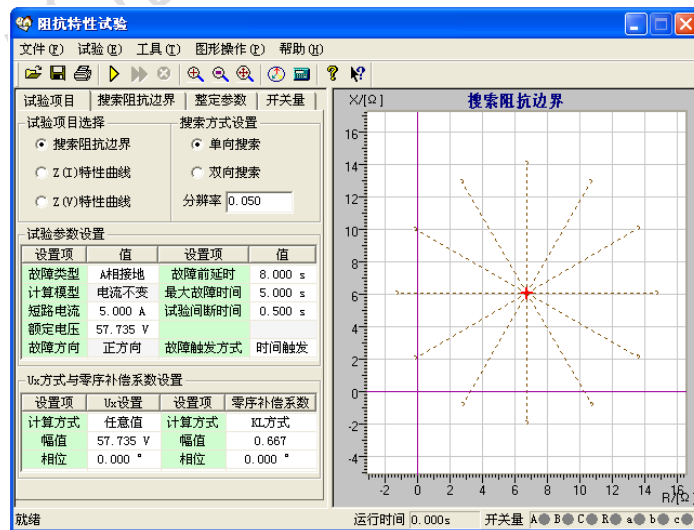 阻抗特性试验
文件(F) 试验(E) 工具(T) 图形操作(P) 帮助(H)
试验项目 搜索阻抗边界 整定参数 开关量
试验项目选择 搜索方式设置
搜索阻抗边界 单向搜索
Z(I)特性曲线 双向搜索
Z(V)特性曲线 分辨率 0.050
试验参数设置
设置项 值 设置项 值
故障类型 A相接地 故障前延时 8.000 s
计算模型 电流不变 最大故障时间 5.000 s
短路电流 5.000 A 试验间断时间 0.500 s
额定电压 57.735 V
故障方向 正方向 故障触发方式 时间触发
Ux方式与零序补偿系数设置
设置项 Ux设置 设置项 零序补偿系数
计算方式 任意值 计算方式 KL方式
幅值 57.735 V 幅值 0.667
相位 0.000 ° 相位 0.000 °
X/[Ω] 搜索阻抗边界
16
14
12
10
8
6
4
2
0
-2
-4
-2 0 2 4 6 8 10 12 14 16
R/[Ω]
就绪 运行时间 0.000s 开关量 A B C R a b c